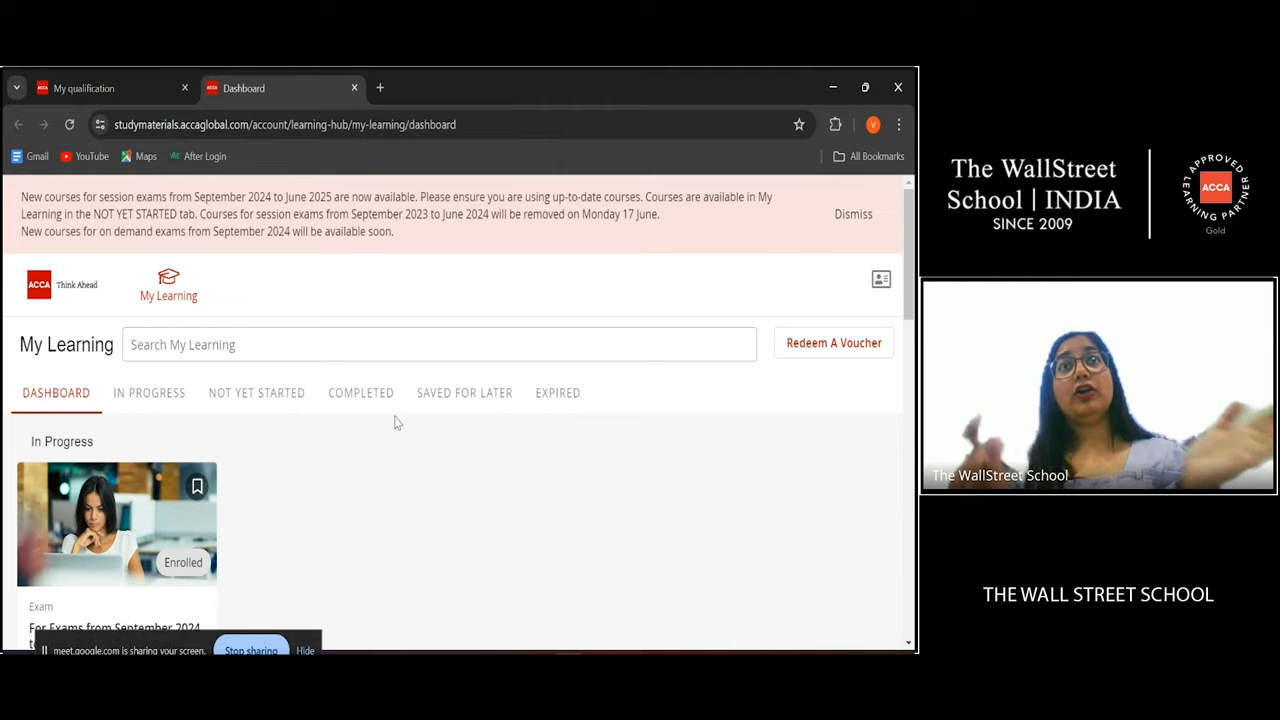 My qualification
Dashboard
studymaterials.accaglobal.com/account/learning-hub/my-learning/dashboard
V
Gmail
YouTube
Maps
After Login
All Bookmarks
New courses for session exams from September 2024 to June 2025 are now available. Please ensure you are using up-to-date courses. Courses are available in My
Learning in the NOT YET STARTED tab. Courses for session exams from September 2023 to June 2024 will be removed on Monday 17 June.
New courses for on demand exams from September 2024 will be available soon.
Dismiss
ACCA Think Ahead
My Learning
My Learning
Search My Learning
Redeem A Voucher
DASHBOARD
IN PROGRESS
NOT YET STARTED
COMPLETED
SAVED FOR LATER
EXPIRED
In Progress
Enrolled
Exam
For Exams from September 2024
meet.google.com is sharing your screen.
Stop sharing
Hide
The WallStreet
School | INDIA
SINCE 2009
APPROVED
LEARNING PARTNER
ACCA
Gold
The WallStreet School
THE WALL STREET SCHOOL